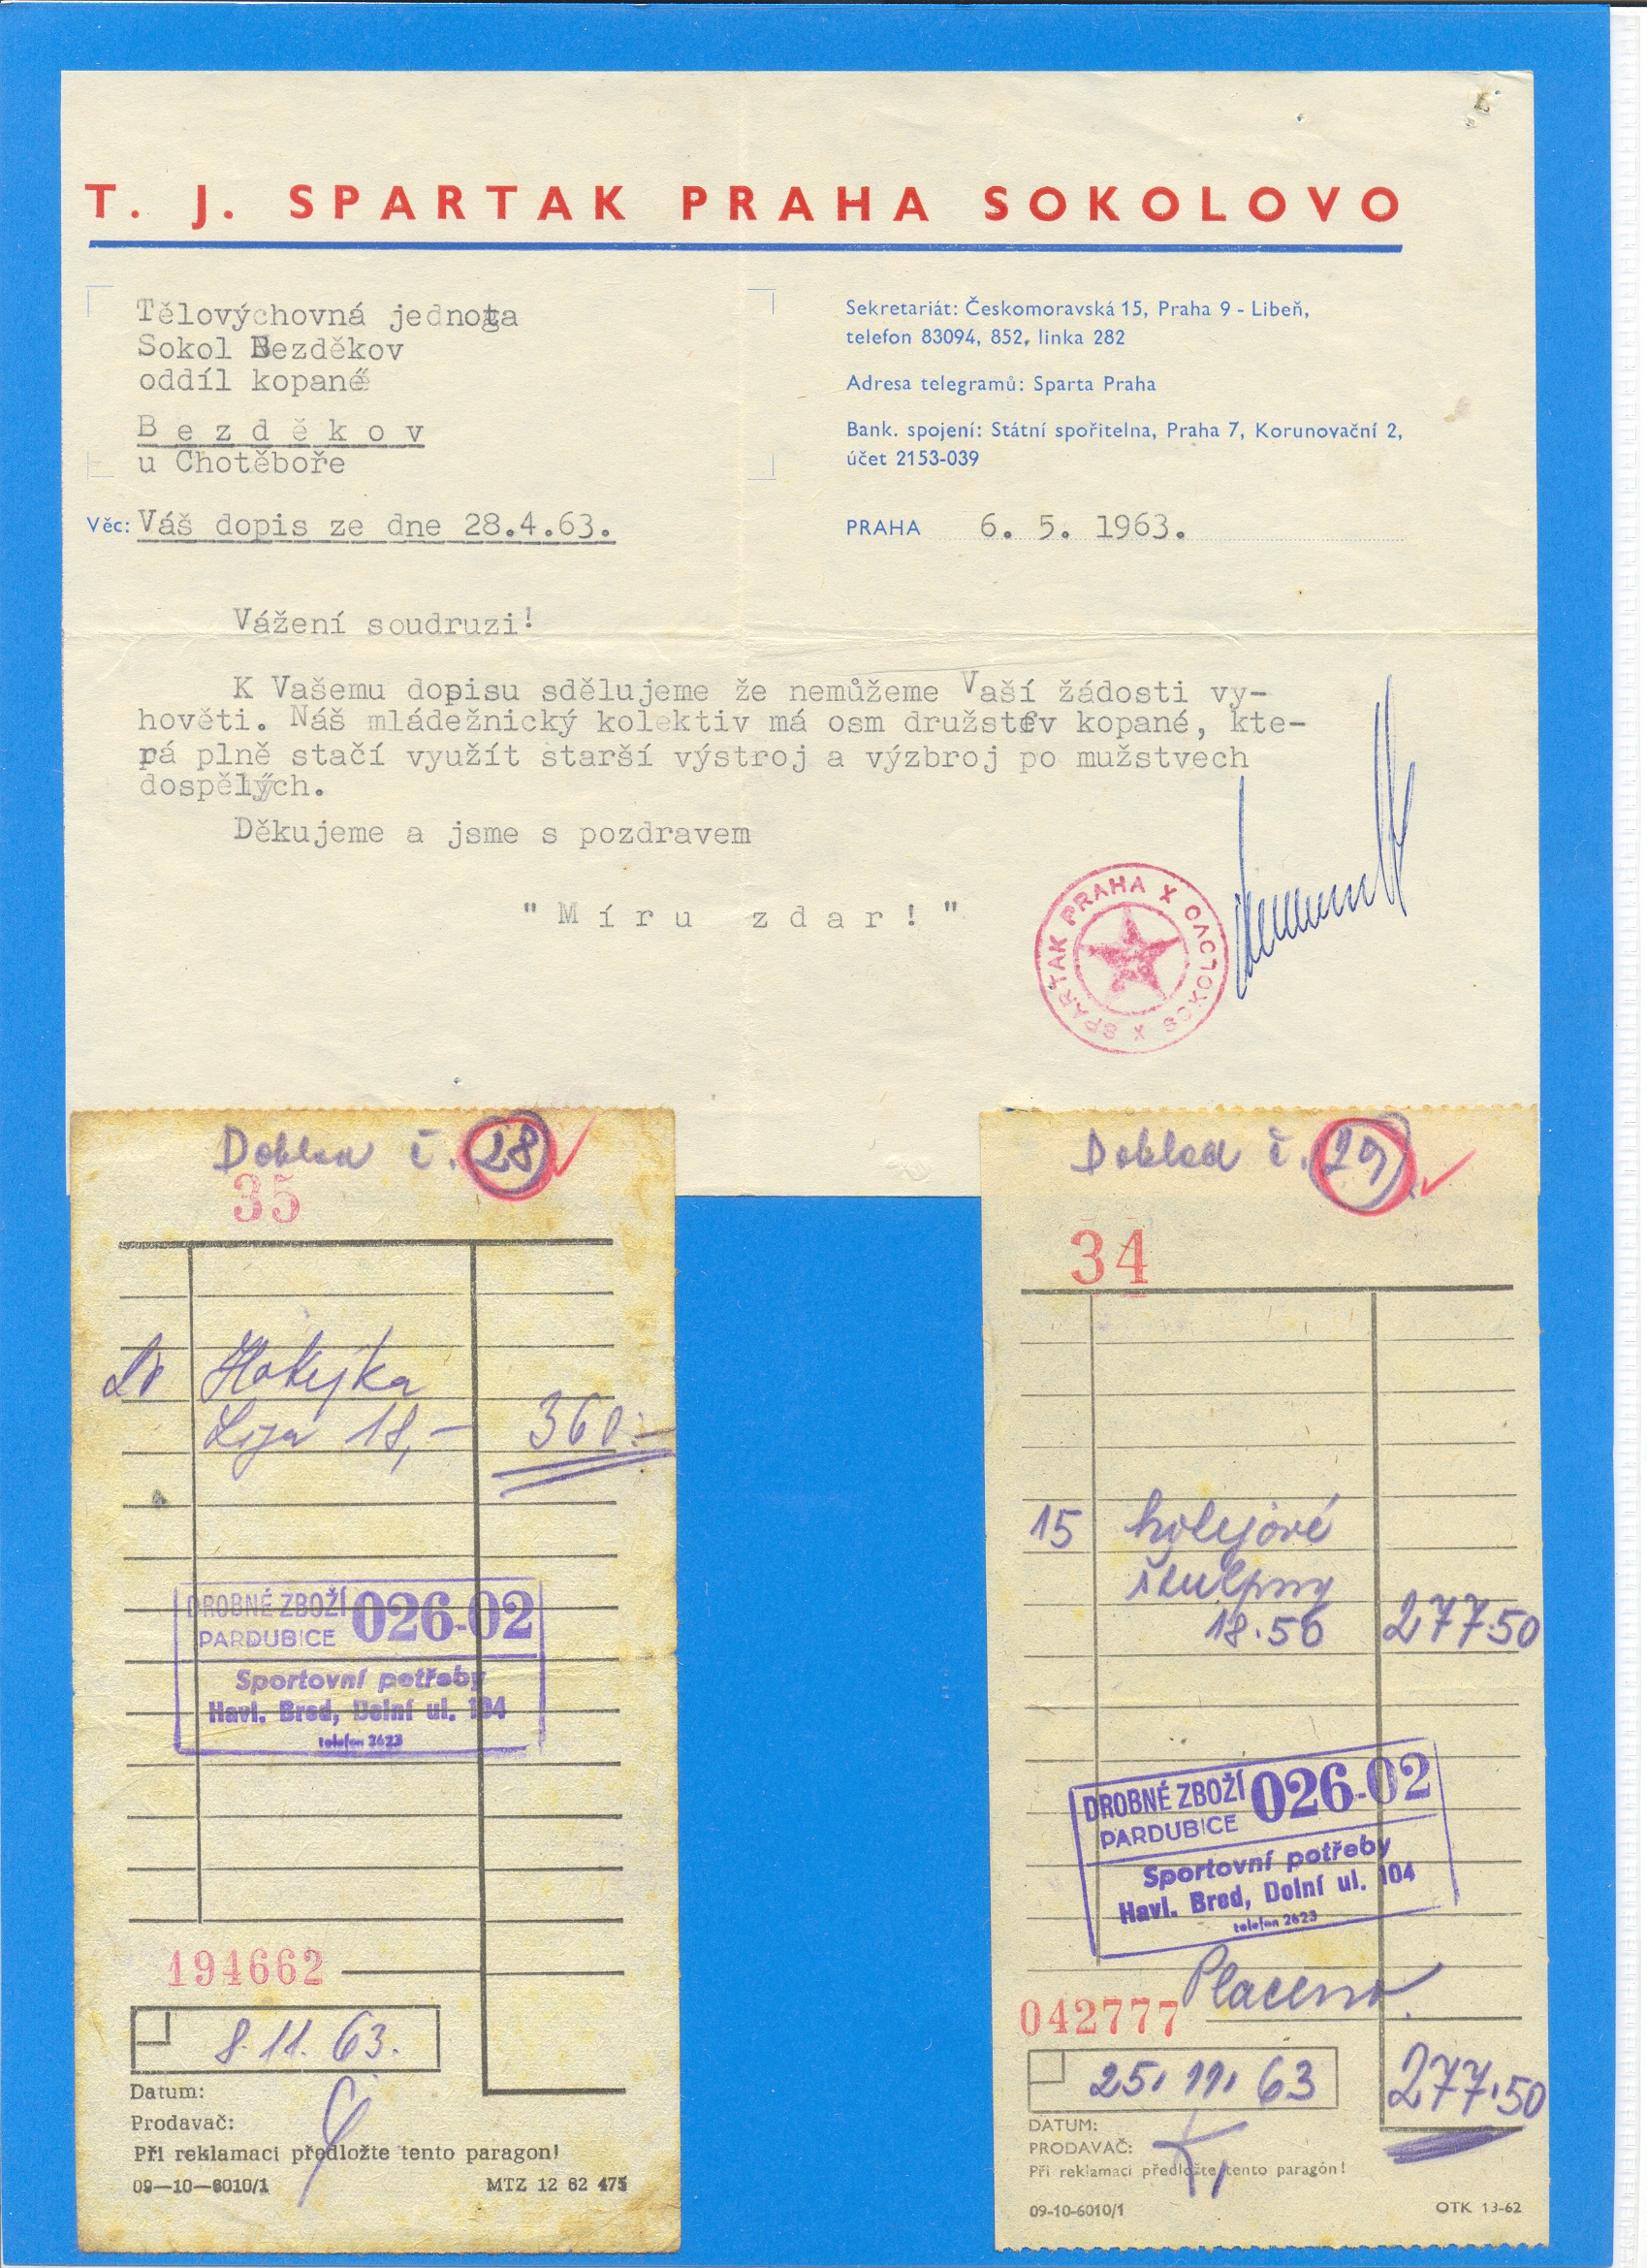 T. J. SPARTAK PRAHA SOKOLOVO
Tělovýchovná jednota
Sokol Bezděkov
oddíl kopané
Bezděkov
u Chotěboře
Sekretariát: Českomoravská 15, Praha 9 - Libeň,
telefon 83094, 852, linka 282
Adresa telegramů: Sparta Praha
Bank. spojení: Státní spořitelna, Praha 7, Korunovační 2,
účet 2153-039
Věc: Váš dopis ze dne 28.4.63.
PRAHA 6. 5. 1963.
Vážení soudruzi!
K Vašemu dopisu sdělujeme že nemůžeme Vaší žádosti vy-
hověti. Náš mládežnický kolektiv má osm družstev kopané, kte-
rá plně stačí využít starší výstroj a výzbroj po mužstvech
dospělých.
Děkujeme a jsme s pozdravem
"Míru zdar!"
SPARTAK PRAHA X SOKOLOVO X
Doklad č. 28
35
Hokejka
18,- 360.-
DROBNÉ ZBOŽÍ 026-02
PARDUBICE
Sportovní potřeby
Havl. Brod, Dolní ul. 104
telefon 2623
194662
8.11.63.
Datum:
Prodavač:
Při reklamaci předložte tento paragon!
09—10—6010/1 MTZ 12 62 475
Doklad č. 29
34
15 hokejové
štulpny
18.50 277.50
DROBNÉ ZBOŽÍ 026-02
PARDUBICE
Sportovní potřeby
Havl. Brod, Dolní ul. 104
telefon 2623
Placeno.
042777
25. 11. 63 277.50
DATUM:
PRODAVAČ:
Při reklamaci předložte tento paragón!
09-10-6010/1 OTK 13-62